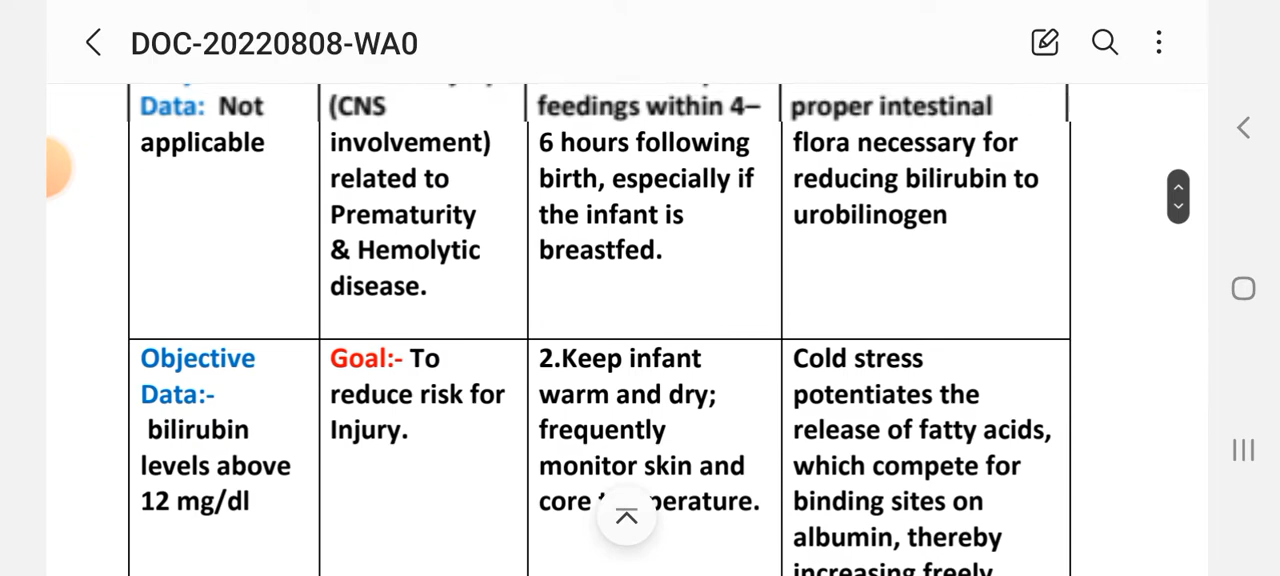 DOC-20220808-WA0
Data: Not
applicable
(CNS
involvement)
related to
Prematurity
& Hemolytic
disease.
feedings within 4–
6 hours following
birth, especially if
the infant is
breastfed.
proper intestinal
flora necessary for
reducing bilirubin to
urobilinogen
Objective
Data:-
bilirubin
levels above
12 mg/dl
Goal:- To
reduce risk for
Injury.
2.Keep infant
warm and dry;
frequently
monitor skin and
core
Cold stress
potentiates the
release of fatty acids,
which compete for
binding sites on
albumin, thereby
increasing freely